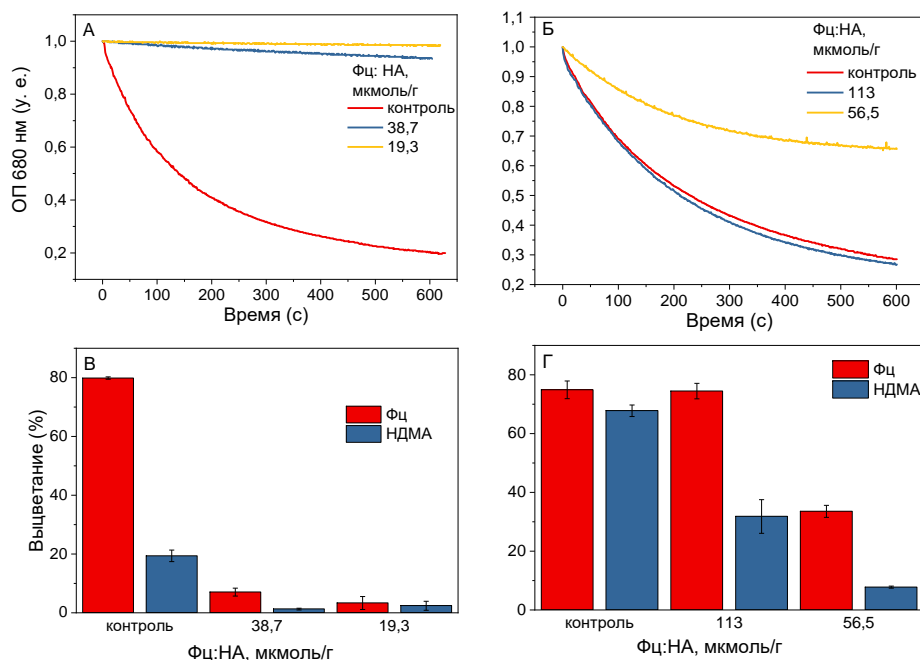 А
ОП 680 нм (у. е.)
1,0
0,8
0,6
0,4
0,2
Фц: НА,
мкмоль/г
контроль
38,7
19,3
0 100 200 300 400 500 600
Время (с)
Б
1,1
1,0
0,9
0,8
0,7
0,6
0,5
0,4
0,3
0,2
Фц:НА,
мкмоль/г
контроль
113
56,5
0 100 200 300 400 500 600
Время (с)
В
Выцветание (%)
80
60
40
20
0
Фц
НДМА
контроль 38,7 19,3
Фц:НА, мкмоль/г
Г
80
60
40
20
0
Фц
НДМА
контроль 113 56,5
Фц:НА, мкмоль/г